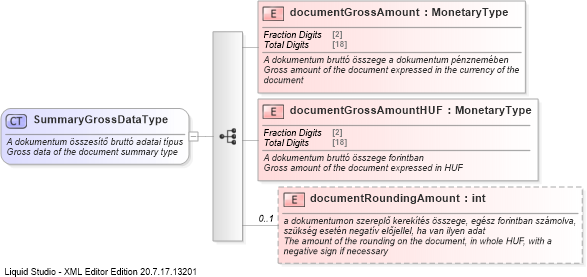 E documentGrossAmount : MonetaryType
Fraction Digits [2]
Total Digits [18]
A dokumentum bruttó összege a dokumentum pénznemében
Gross amount of the document expressed in the currency of the
document
CT SummaryGrossDataType
A dokumentum összesítő bruttó adatai típus
Gross data of the document summary type
E documentGrossAmountHUF : MonetaryType
Fraction Digits [2]
Total Digits [18]
A dokumentum bruttó összege forintban
Gross amount of the document expressed in HUF
0..1
E documentRoundingAmount : int
a dokumentumon szereplő kerekítés összege, egész forintban számolva,
szükség esetén negatív előjellel, ha van ilyen adat
The amount of the rounding on the document, in whole HUF, with a
negative sign if necessary
Liquid Studio - XML Editor Edition 20.7.17.13201